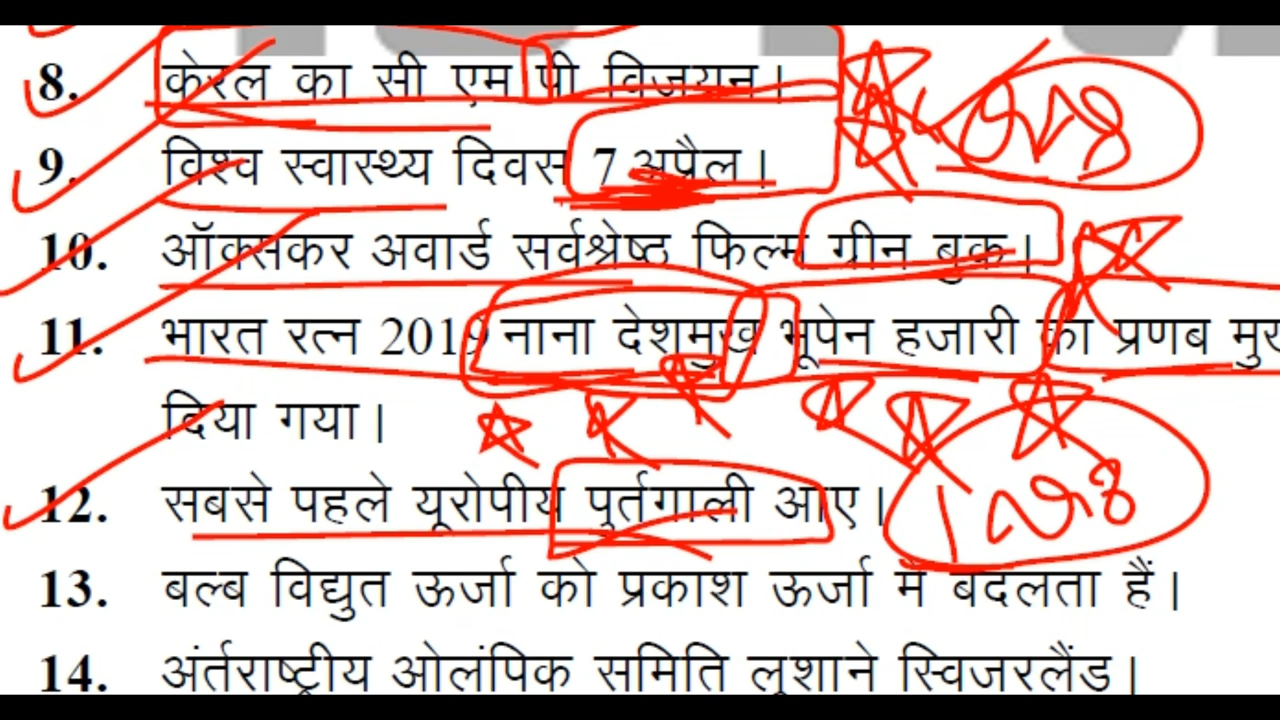 8. केरल का सी एम पी विजयन।
9. विश्व स्वास्थ्य दिवस 7 अप्रैल।
10. ऑक्सकर अवार्ड सर्वश्रेष्ठ फिल्म ग्रीन बुक।
11. भारत रत्न 2019 नाना देशमुख भूपेन हजारी का प्रणब मुख
दिया गया।
12. सबसे पहले यूरोपीय पुर्तगाली आए।
13. बल्ब विद्युत ऊर्जा को प्रकाश ऊर्जा में बदलता हैं।
14. अंर्तराष्ट्रीय ओलंपिक समिति लुशाने स्विजरलैंड।